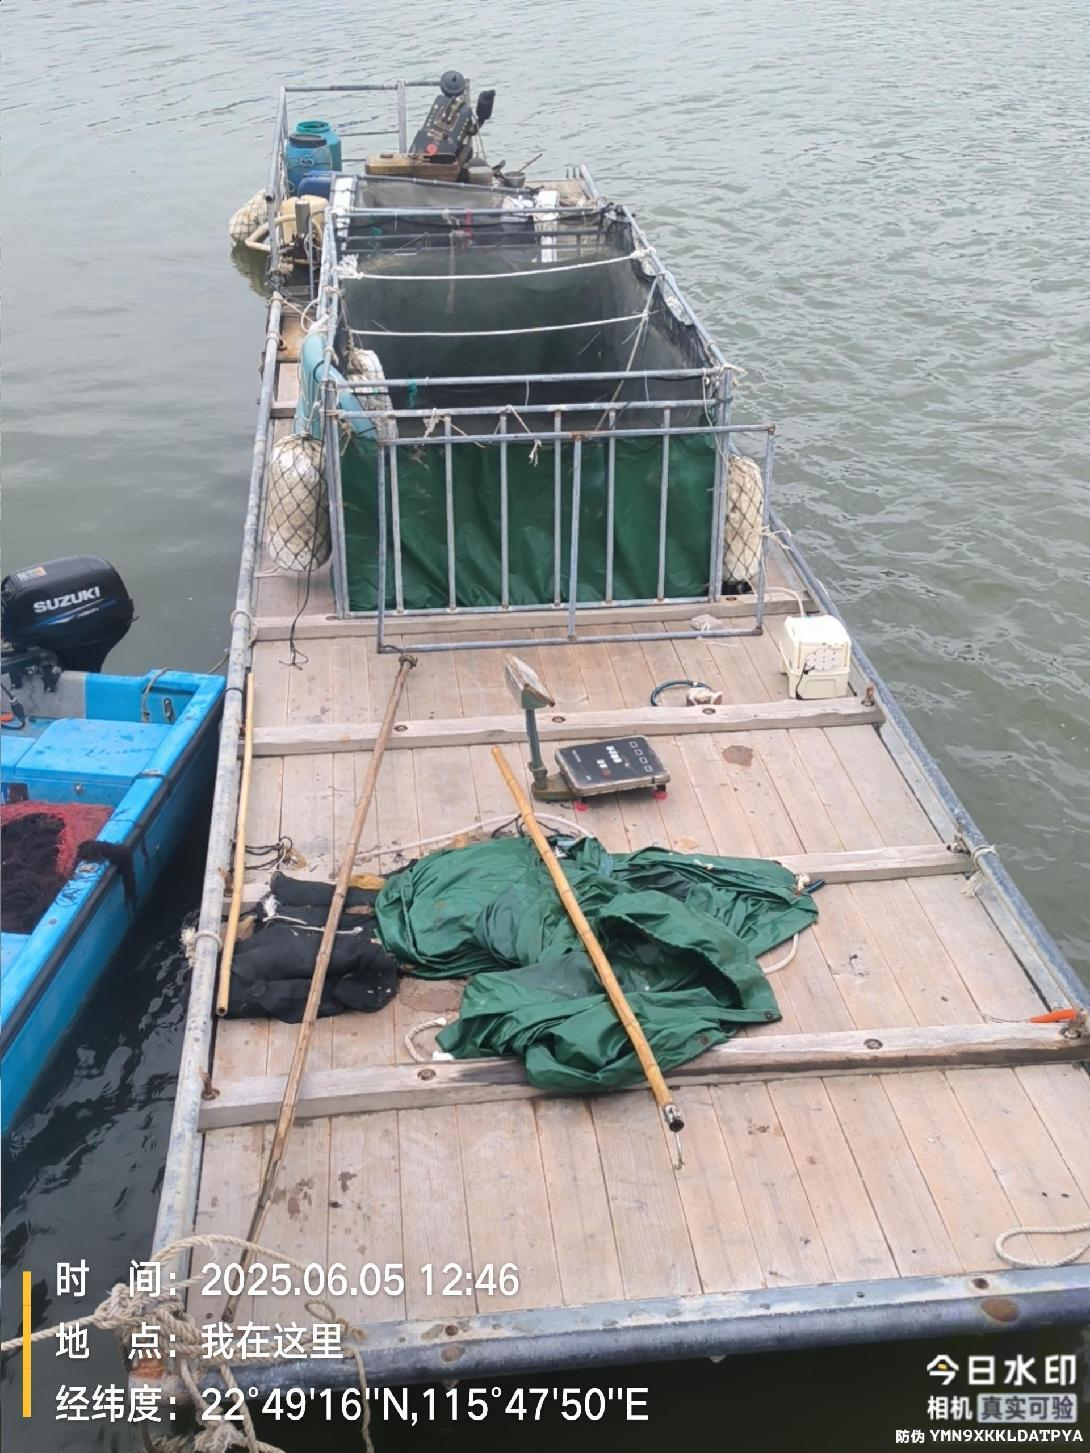 SUZUKI
时 间：2025.06.05 12:46
地 点：我在这里
经纬度：22°49'16"N,115°47'50"E
今日水印
相机 真实可验
防伪 YMN9XKKLDATPYA